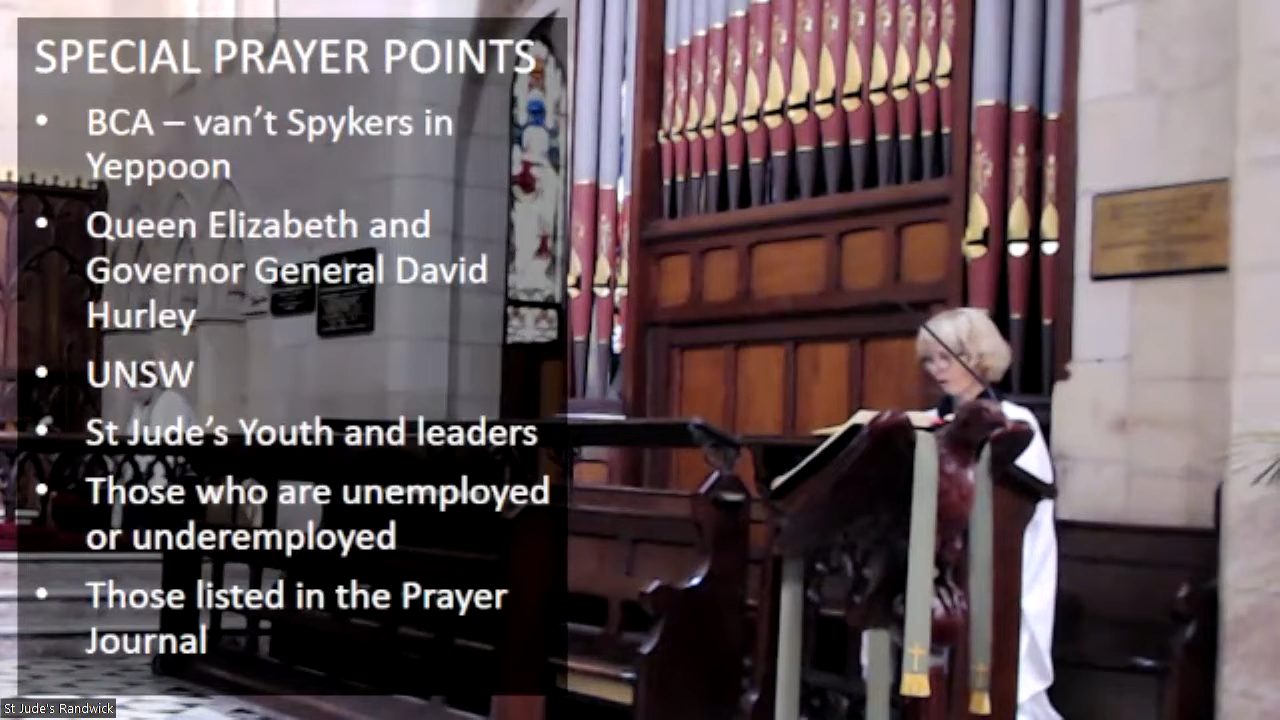 SPECIAL PRAYER POINTS
• BCA – van’t Spykers in
Yeppoon
• Queen Elizabeth and
Governor General David
Hurley
• UNSW
• St Jude’s Youth and leaders
• Those who are unemployed
or underemployed
• Those listed in the Prayer
Journal
St Jude's Randwick